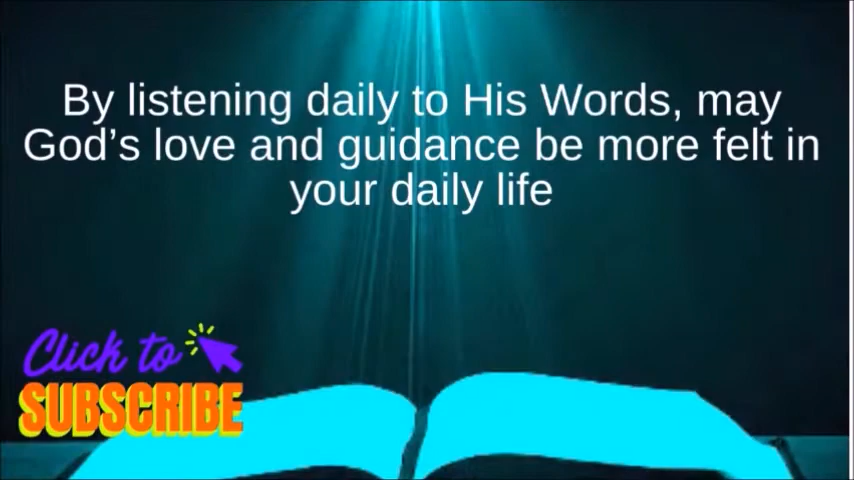 By listening daily to His Words, may
God’s love and guidance be more felt in
your daily life
Click to
SUBSCRIBE